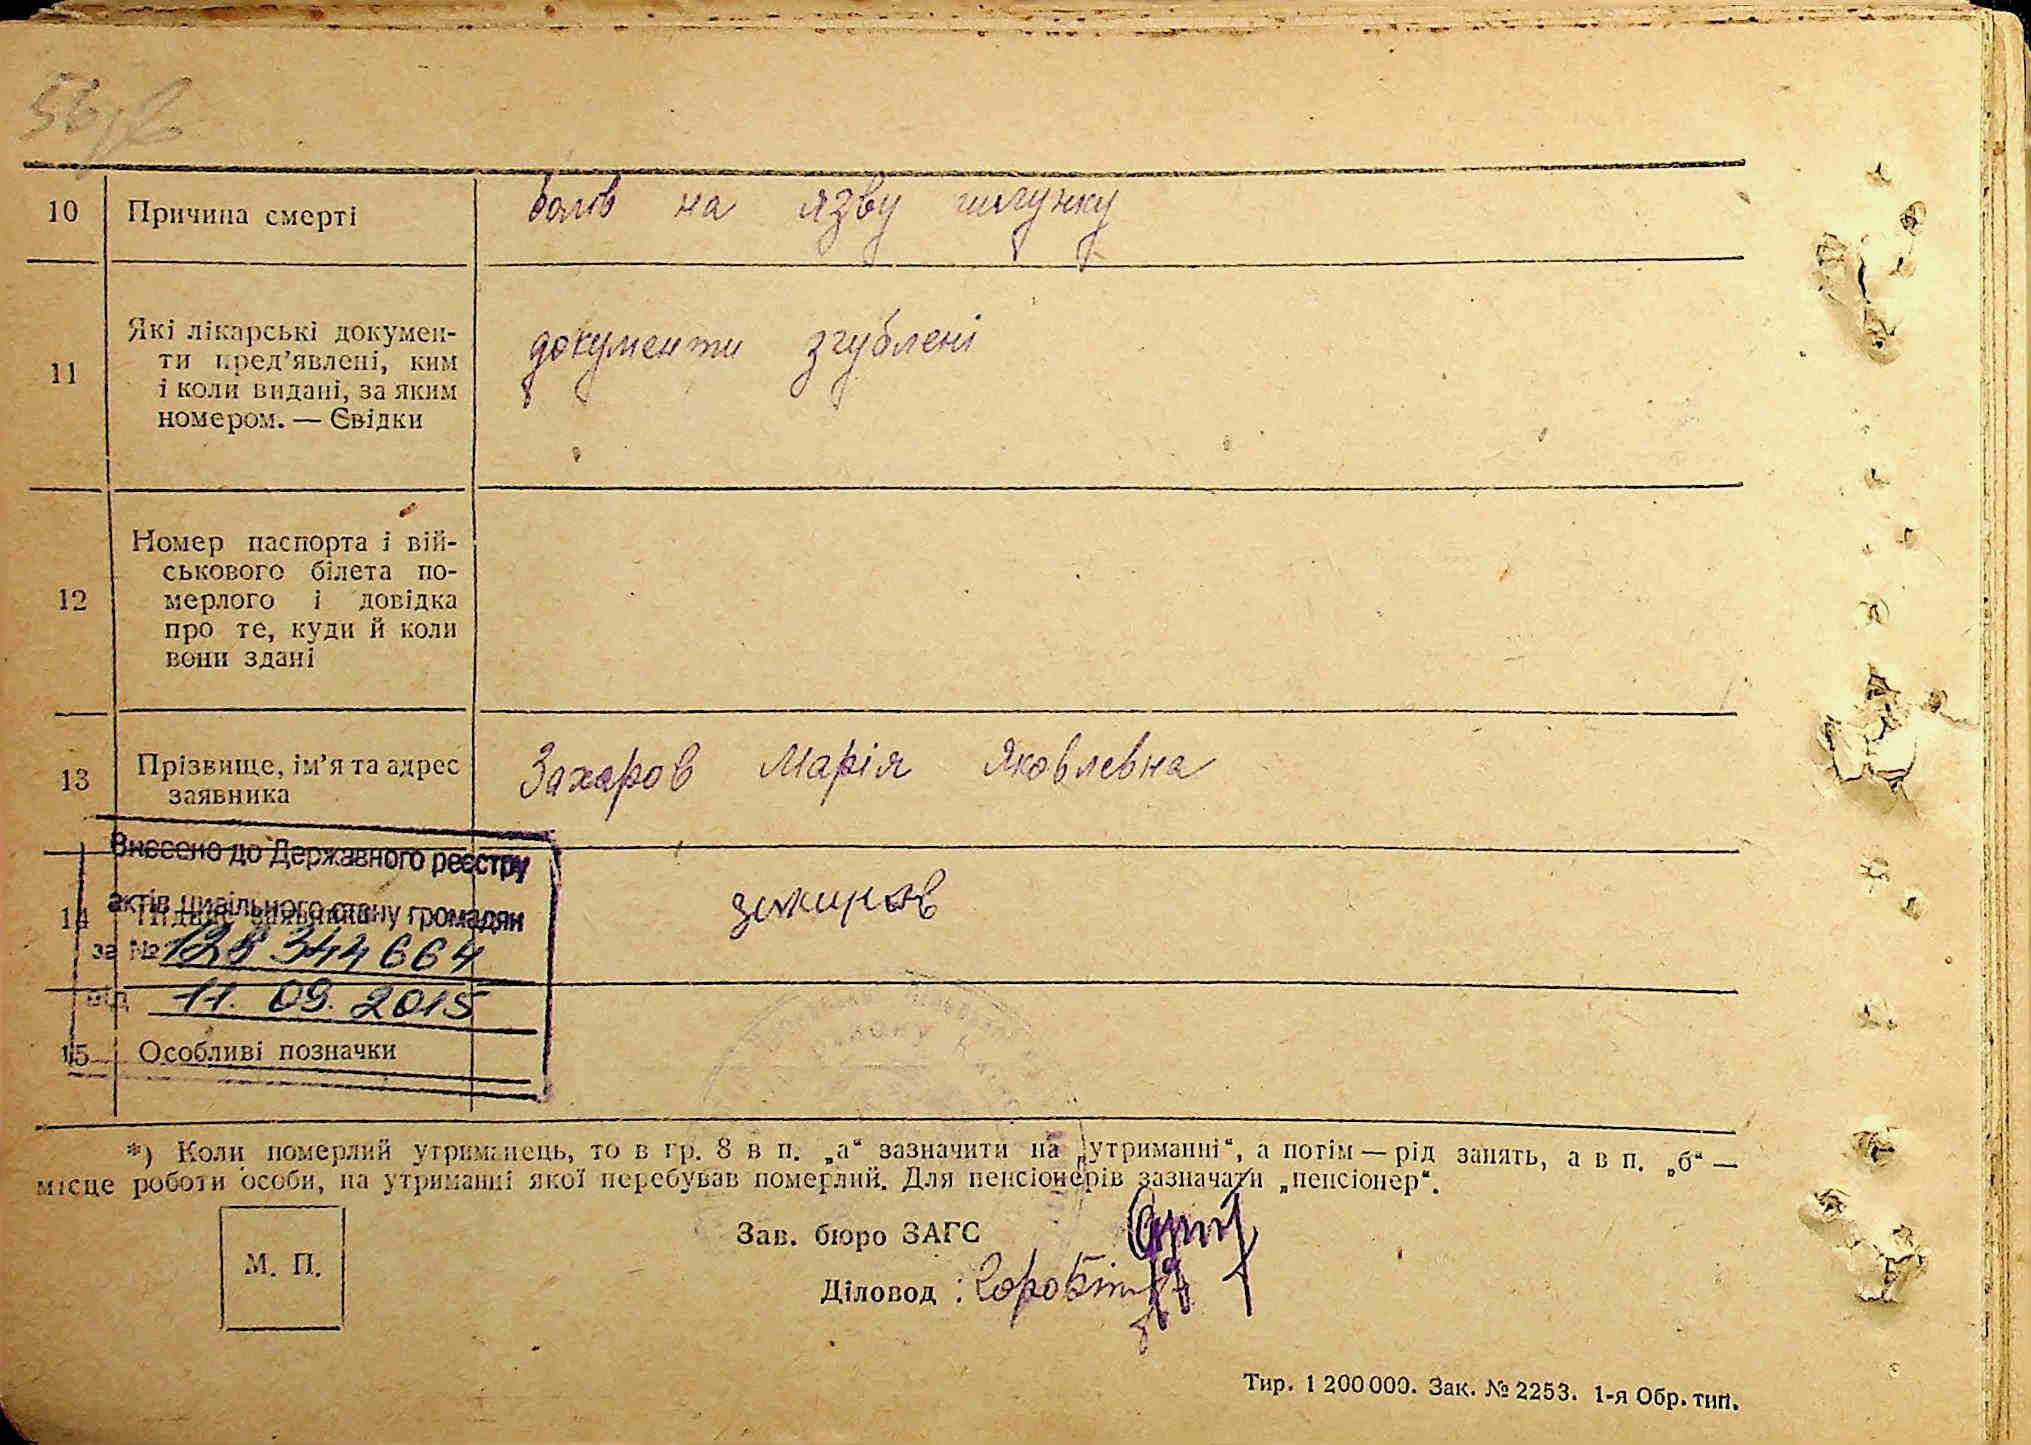 56
10 Причина смерті болів на язву шлунку
11 Які лікарські докумен-
ти пред’явлені, ким
і коли видані, за яким
номером. — Свідки
документи згублені
12 Номер паспорта і вій-
ськового білета по-
мерлого і довідка
про те, куди й коли
вони здані
13 Прізвище, ім’я та адрес
заявника
Захаров Марія Яковлевна
Внесено до Державного реєстру
актів цивільного стану громадян
14 Підпис заявника
за № 128 344 664
від 11.09.2015
15 Особливі позначки
*) Коли померлий утриманець, то в гр. 8 в п. „а“ зазначити на „утриманні“, а потім — рід занять, а в п. „б“ —
місце роботи особи, на утриманні якої перебував померлий. Для пенсіонерів зазначати „пенсіонер“.
Зав. бюро ЗАГС
М. П.
Діловод :
Тир. 1 200 000. Зак. № 2253. 1-я Обр. тип.